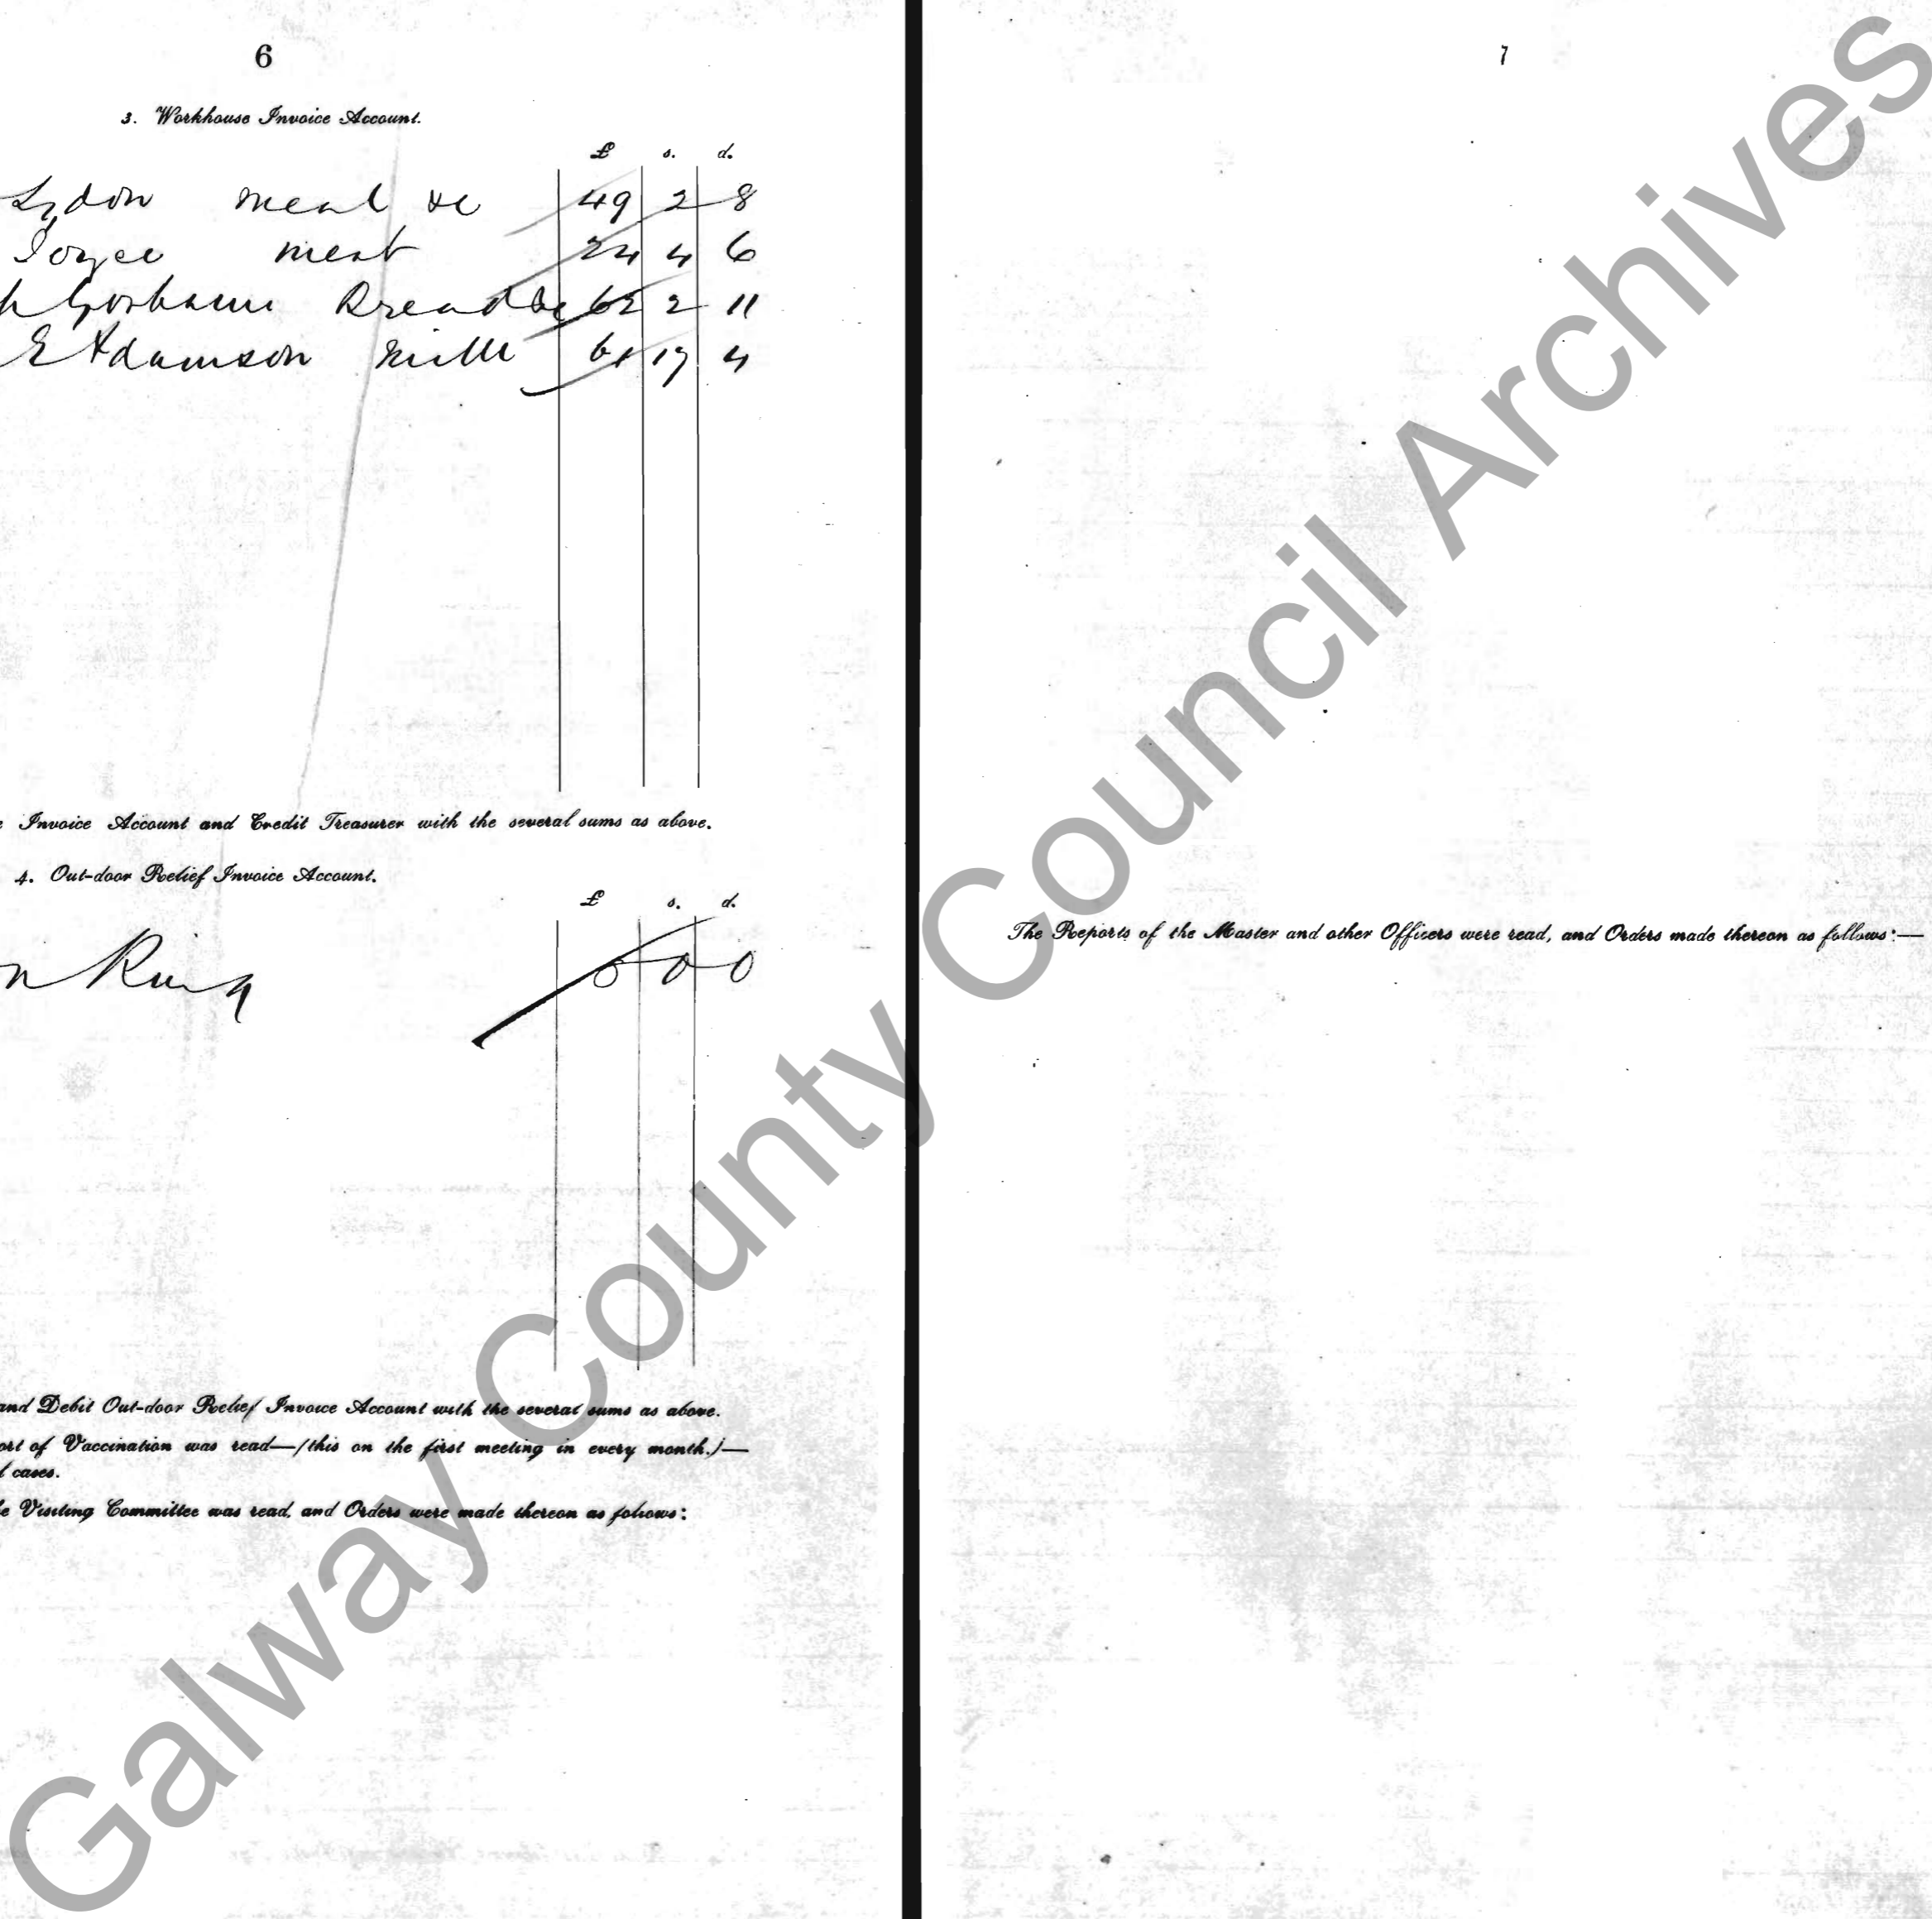 6
3. Workhouse Invoice Account.
£ s. d.
Lydon meal &c 49 2 8
Joyce meat 24 4 6
h Gorham Bread &c 62 2 11
E Adamson milk 61 17 4
Invoice Account and Credit Treasurer with the several sums as above.
4. Out-door Relief Invoice Account.
£ s. d.
n King 0 0
and Debit Out-door Relief Invoice Account with the several sums as above.
ort of Vaccination was read—(this on the first meeting in every month.)—
l cases.
e Visiting Committee was read, and Orders were made thereon as follows:
7
The Reports of the Master and other Officers were read, and Orders made thereon as follows:—
Galway County Council Archives